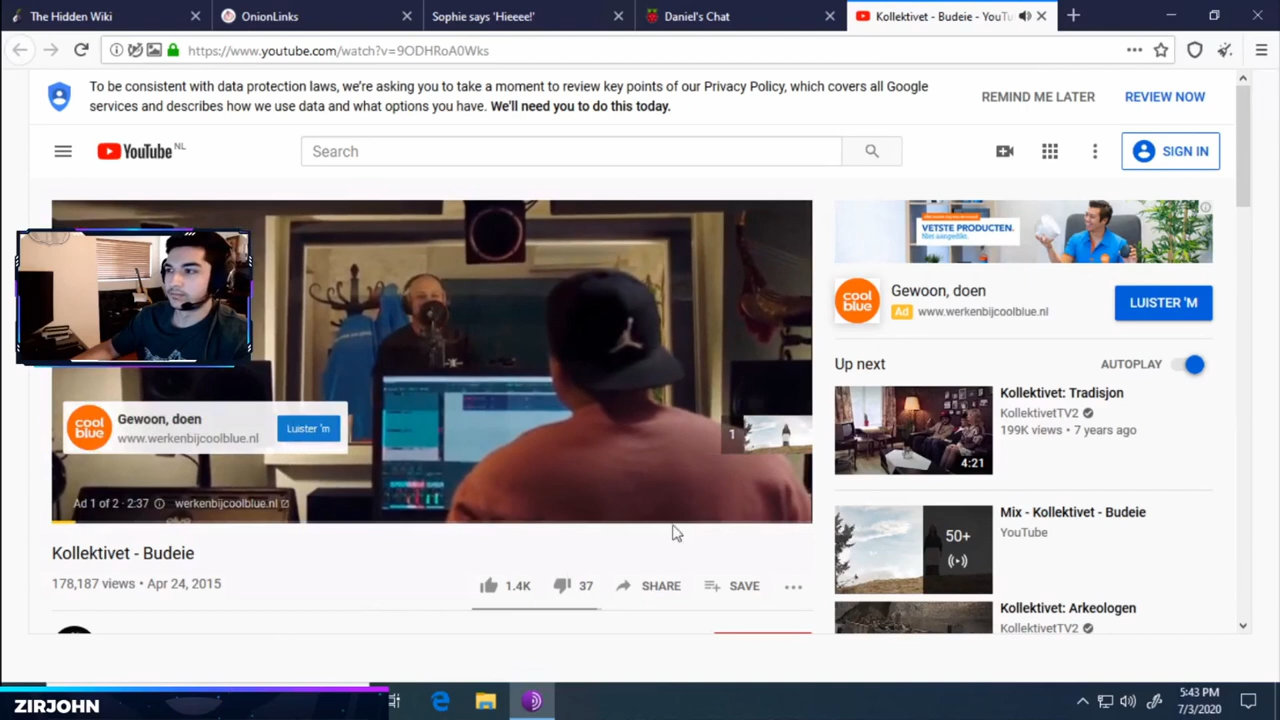 The Hidden Wiki
OnionLinks
Sophie says 'Hieeee!'
Daniel's Chat
Kollektivet - Budeie - YouTu
https://www.youtube.com/watch?v=9ODHRoA0Wks
To be consistent with data protection laws, we're asking you to take a moment to review key points of our Privacy Policy, which covers all Google
services and describes how we use data and what options you have. We'll need you to do this today.
REMIND ME LATER
REVIEW NOW
YouTube NL
Search
SIGN IN
VETSTE PRODUCTEN.
cool
blue
Gewoon, doen
Ad www.werkenbijcoolblue.nl
LUISTER 'M
Up next
AUTOPLAY
Kollektivet: Tradisjon
KollektivetTV2
199K views • 7 years ago
4:21
Mix - Kollektivet - Budeie
YouTube
50+
Kollektivet: Arkeologen
KollektivetTV2
cool
blue
Gewoon, doen
www.werkenbijcoolblue.nl
Luister 'm
1
Ad 1 of 2 · 2:37
werkenbijcoolblue.nl
Kollektivet - Budeie
178,187 views • Apr 24, 2015
1.4K
37
SHARE
SAVE
ZIRJOHN
5:43 PM
7/3/2020